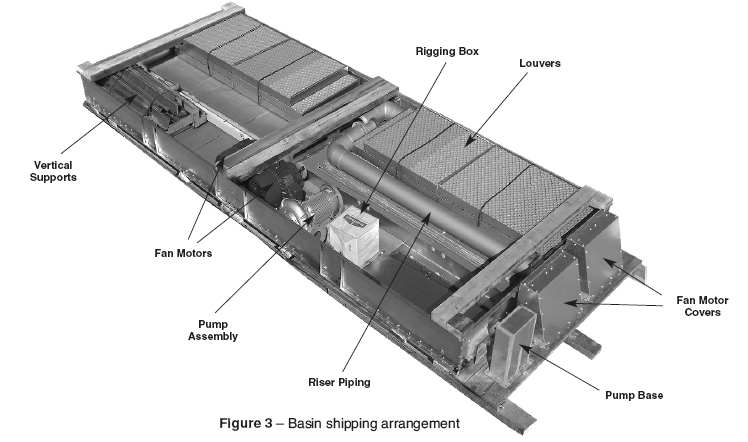 Rigging Box
Louvers
Vertical
Supports
Fan Motors
Fan Motor
Covers
Pump
Assembly
Riser Piping
Pump Base
Figure 3 – Basin shipping arrangement